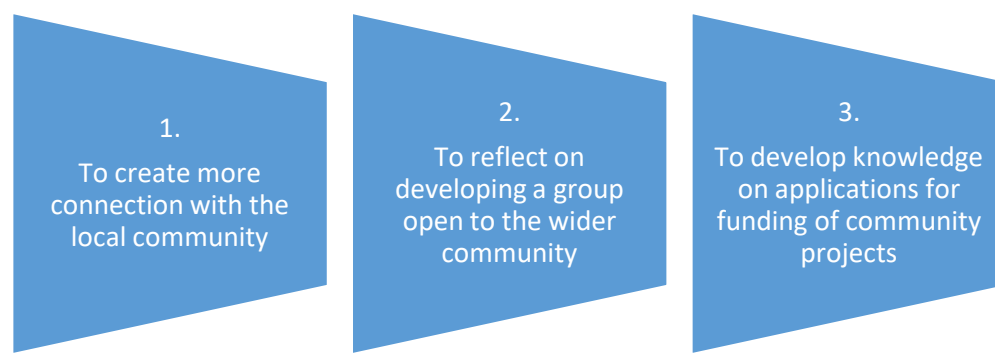 1.
To create more
connection with the
local community
2.
To reflect on
developing a group
open to the wider
community
3.
To develop knowledge
on applications for
funding of community
projects